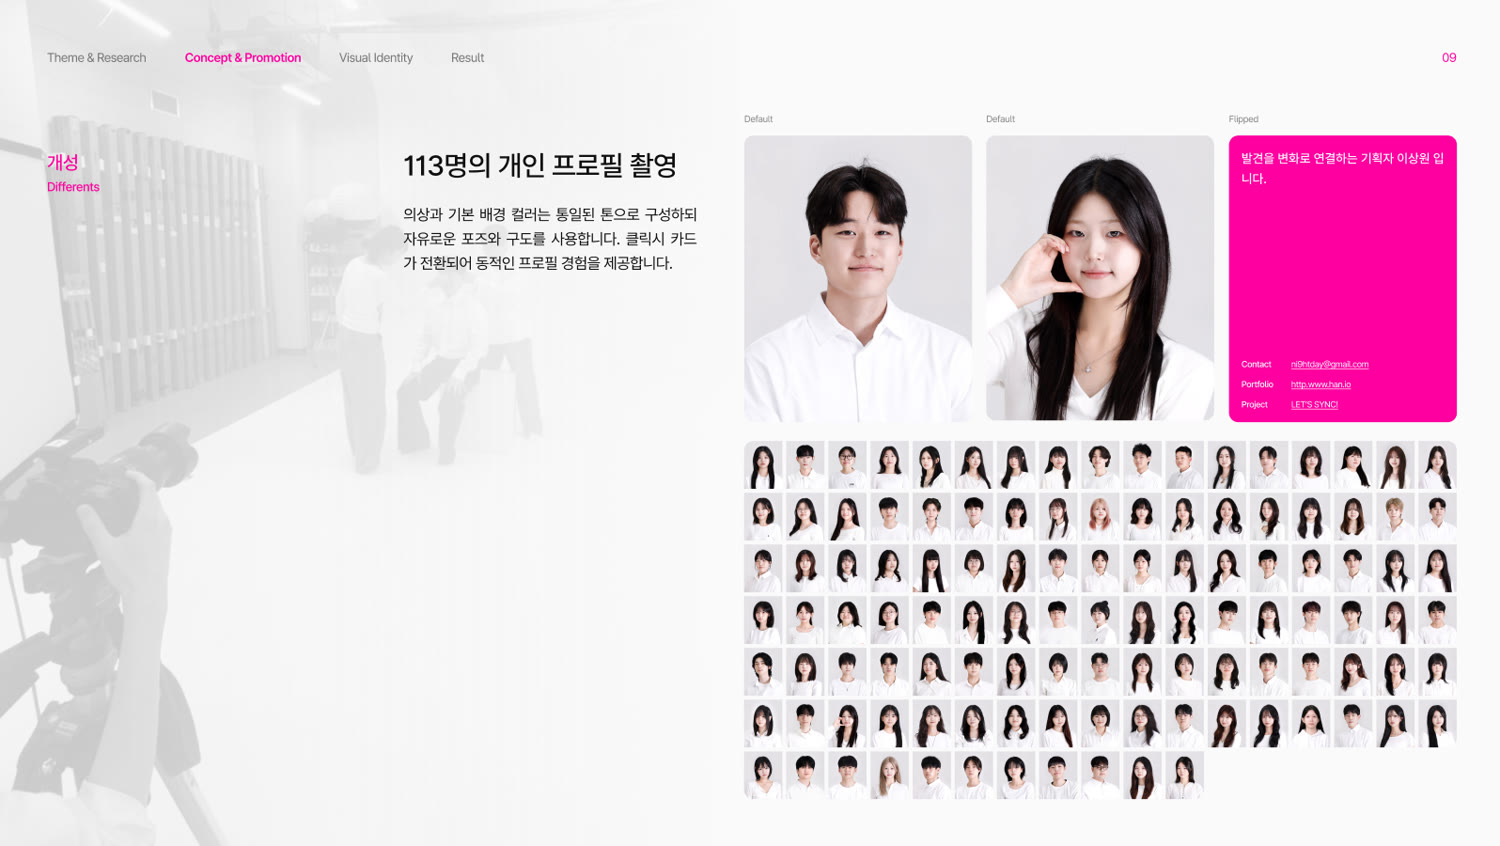 Theme & Research
Concept & Promotion
Visual Identity
Result
09
개성
Differents
113명의 개인 프로필 촬영
의상과 기본 배경 컬러는 통일된 톤으로 구성하되
자유로운 포즈와 구도를 사용합니다. 클릭시 카드
가 전환되어 동적인 프로필 경험을 제공합니다.
Default
Default
Flipped
발견을 변화로 연결하는 기획자 이상원 입
니다.
Contact ni9htday@gmail.com
Portfolio http.www.han.io
Project LET'S SYNC!